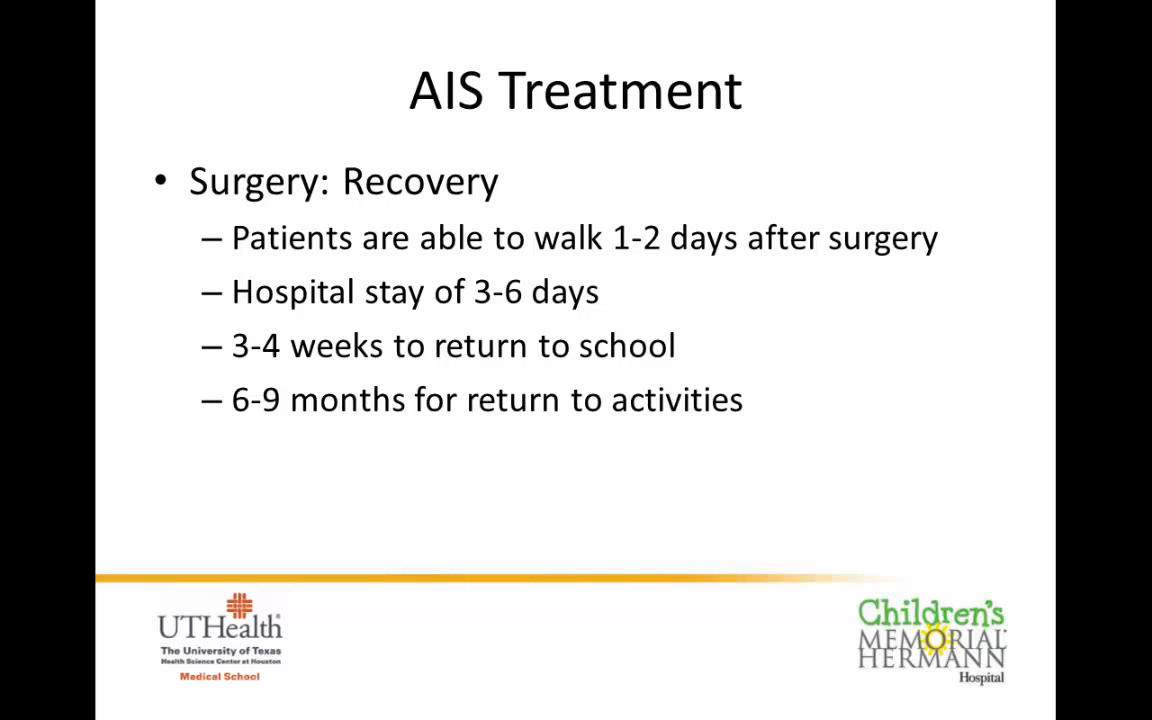 AIS Treatment
• Surgery: Recovery
– Patients are able to walk 1-2 days after surgery
– Hospital stay of 3-6 days
– 3-4 weeks to return to school
– 6-9 months for return to activities
UTHealth
The University of Texas
Health Science Center at Houston
Medical School
Children's
MEMORIAL
HERMANN
Hospital